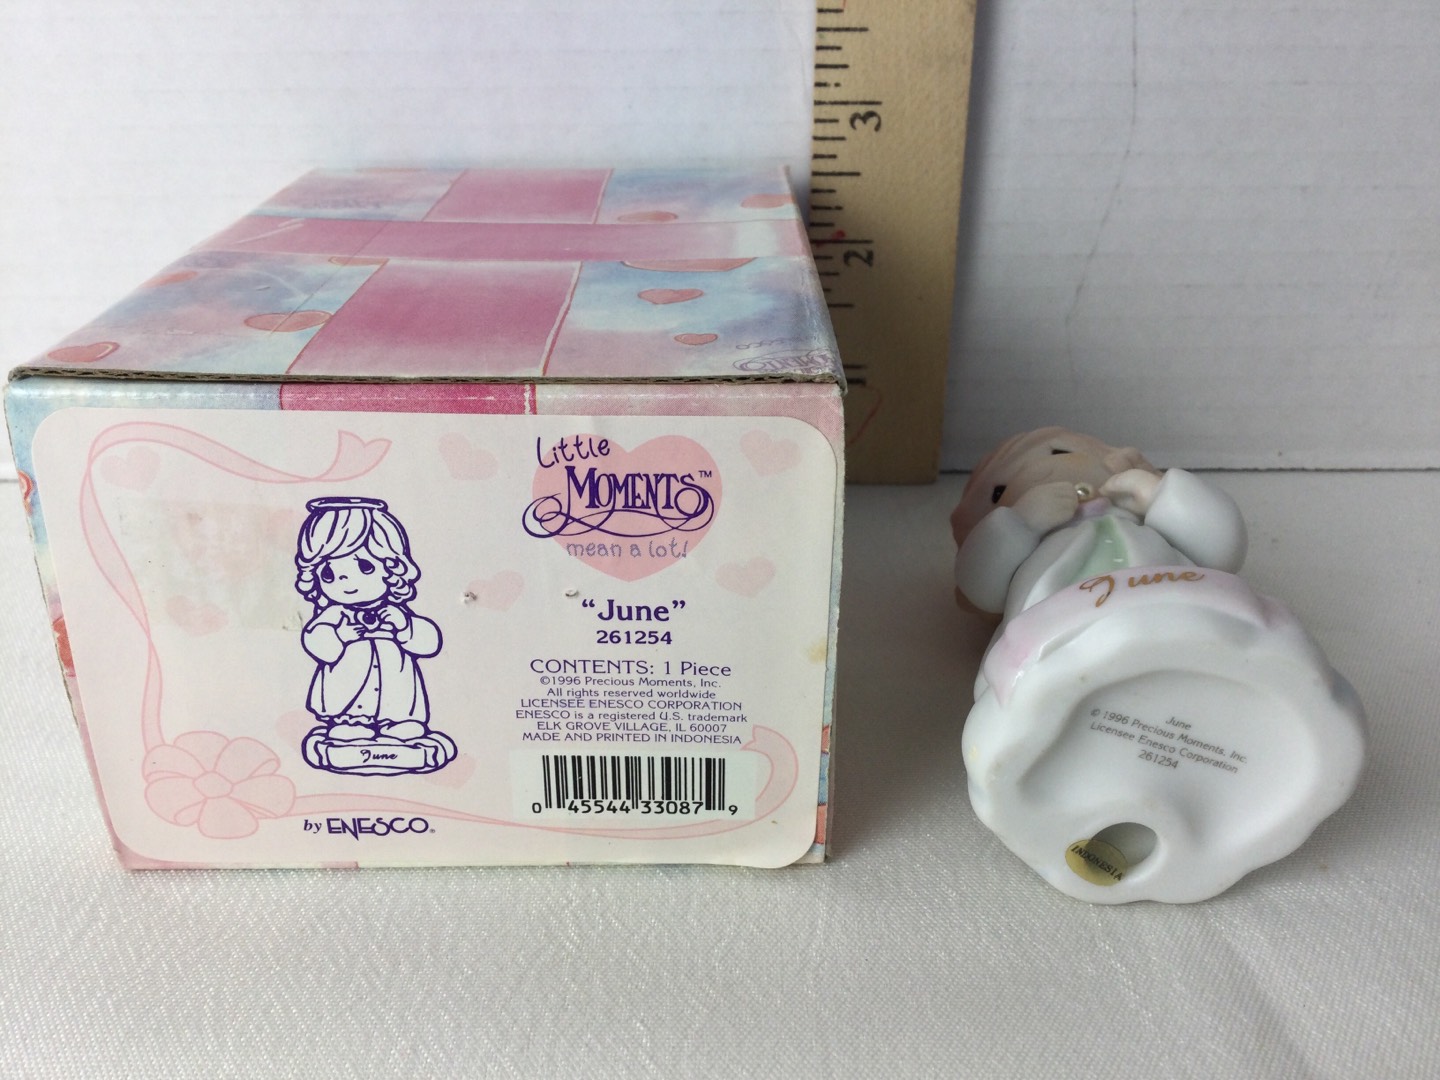 3
2
1
Little
MOMENTS™
mean a lot!
"June"
261254
CONTENTS: 1 Piece
©1996 Precious Moments, Inc.
All rights reserved worldwide
LICENSEE ENESCO CORPORATION
ENESCO is a registered U.S. trademark
ELK GROVE VILLAGE, IL 60007
MADE AND PRINTED IN INDONESIA
June
0 45544 33087 9
by ENESCO®
June
June
© 1996 Precious Moments, Inc.
Licensee Enesco Corporation
261254
INDONESIA